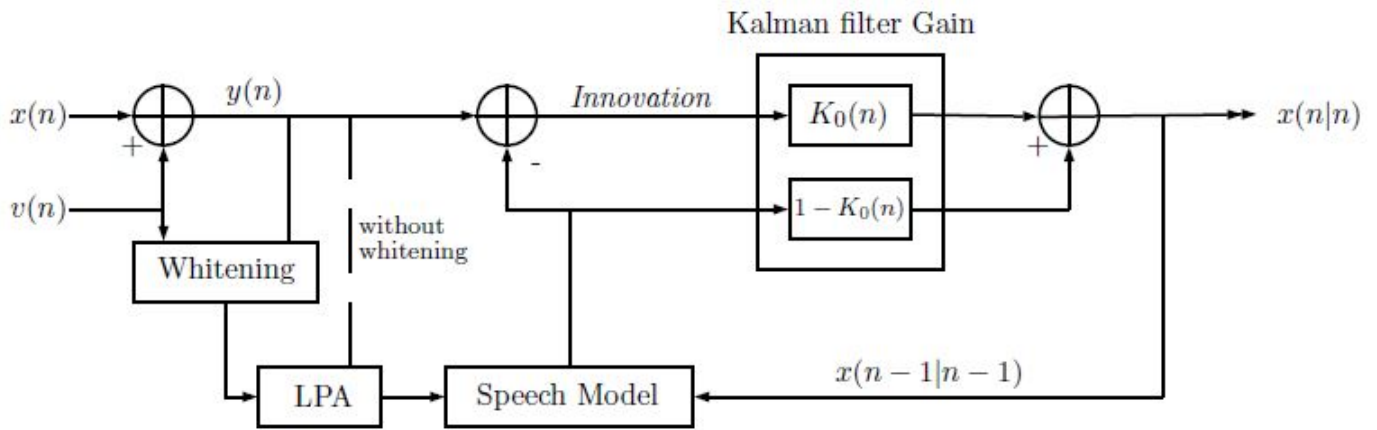 Kalman filter Gain
x(n)
+
y(n)
-
Innovation
K₀(n)
+
x(n|n)
v(n)
1 − K₀(n)
without
whitening
Whitening
x(n − 1|n − 1)
LPA
Speech Model